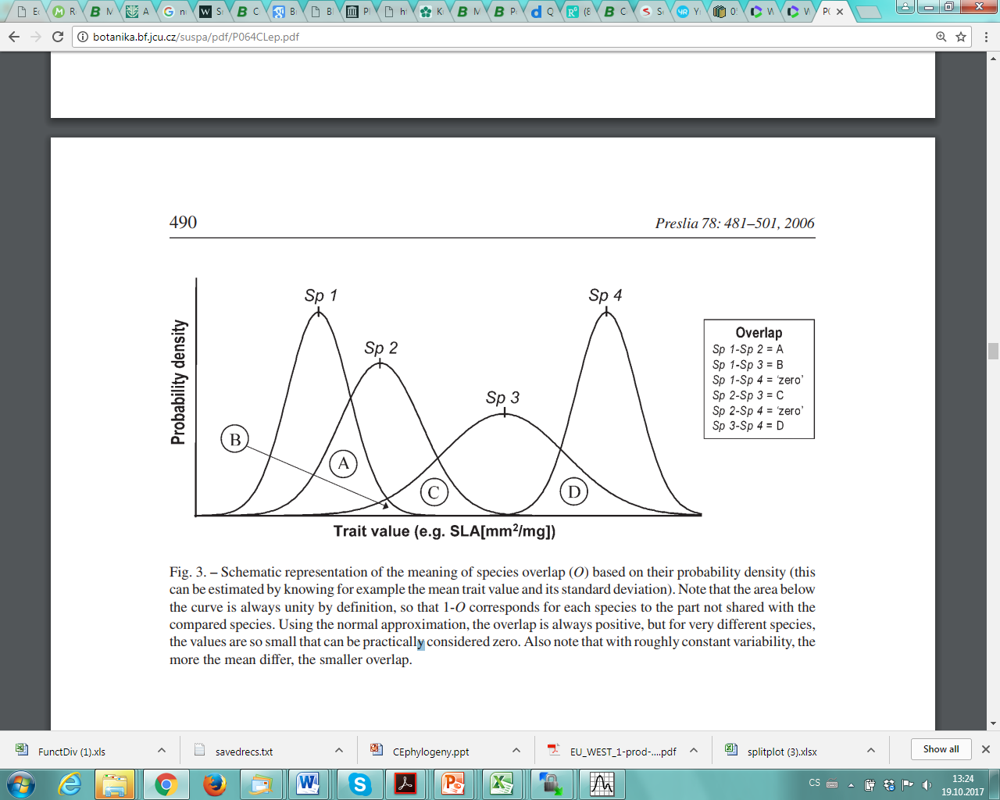 botanika.bf.jcu.cz/suspa/pdf/P064CLep.pdf
490
Preslia 78: 481–501, 2006
Sp 1
Sp 4
Sp 2
Sp 3
Probability density
B
A
C
D
Overlap
Sp 1-Sp 2 = A
Sp 1-Sp 3 = B
Sp 1-Sp 4 = ‘zero’
Sp 2-Sp 3 = C
Sp 2-Sp 4 = ‘zero’
Sp 3-Sp 4 = D
Trait value (e.g. SLA[mm²/mg])
Fig. 3. – Schematic representation of the meaning of species overlap (O) based on their probability density (this
can be estimated by knowing for example the mean trait value and its standard deviation). Note that the area below
the curve is always unity by definition, so that 1-O corresponds for each species to the part not shared with the
compared species. Using the normal approximation, the overlap is always positive, but for very different species,
the values are so small that can be practically considered zero. Also note that with roughly constant variability, the
more the mean differ, the smaller overlap.
FunctDiv (1).xls
savedrecs.txt
CEphylogeny.ppt
EU_WEST_1-prod-....pdf
splitplot (3).xlsx
Show all
CS
13:24
19.10.2017